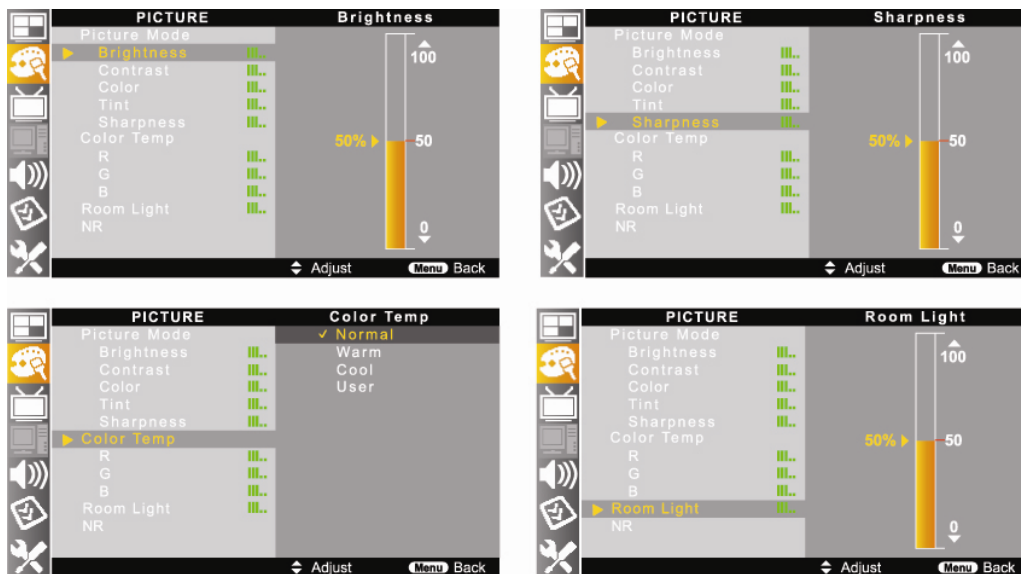 PICTURE Brightness
Picture Mode
Brightness
100
Contrast
Color
Tint
Sharpness
Color Temp
50% 50
R
G
B
Room Light
NR
0
Adjust Menu Back
PICTURE Sharpness
Picture Mode
Brightness
100
Contrast
Color
Tint
Sharpness
Color Temp
50% 50
R
G
B
Room Light
NR
0
Adjust Menu Back
PICTURE Color Temp
Picture Mode Normal
Brightness Warm
Contrast Cool
Color User
Tint
Sharpness
Color Temp
R
G
B
Room Light
NR
Adjust Menu Back
PICTURE Room Light
Picture Mode
Brightness
100
Contrast
Color
Tint
Sharpness
Color Temp
50% 50
R
G
B
Room Light
NR
0
Adjust Menu Back